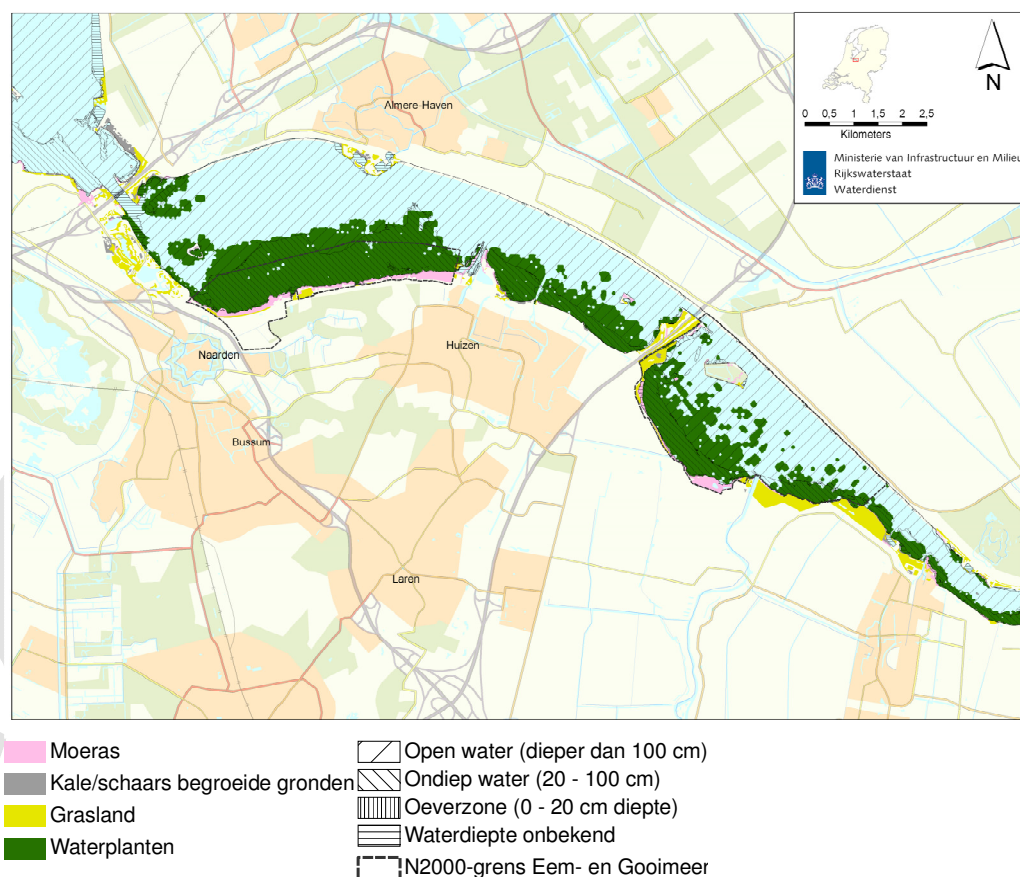 Almere Haven
Naarden
Huizen
Bussum
Laren
N
0 0,5 1 1,5 2 2,5
Kilometers
Ministerie van Infrastructuur en Milieu
Rijkswaterstaat
Waterdienst
Moeras
Kale/schaars begroeide gronden
Grasland
Waterplanten
Open water (dieper dan 100 cm)
Ondiep water (20 - 100 cm)
Oeverzone (0 - 20 cm diepte)
Waterdiepte onbekend
N2000-grens Eem- en Gooimeer